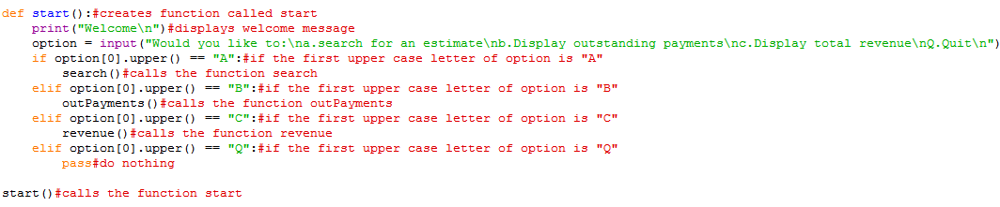 def start():#creates function called start
    print("Welcome\n")#displays welcome message
    option = input("Would you like to:\na.search for an estimate\nb.Display outstanding payments\nc.Display total revenue\nQ.Quit\n")
    if option[0].upper() == "A":#if the first upper case letter of option is "A"
        search()#calls the function search
    elif option[0].upper() == "B":#if the first upper case letter of option is "B"
        outPayments()#calls the function outPayments
    elif option[0].upper() == "C":#if the first upper case letter of option is "C"
        revenue()#calls the function revenue
    elif option[0].upper() == "Q":#if the first upper case letter of option is "Q"
        pass#do nothing

start()#calls the function start